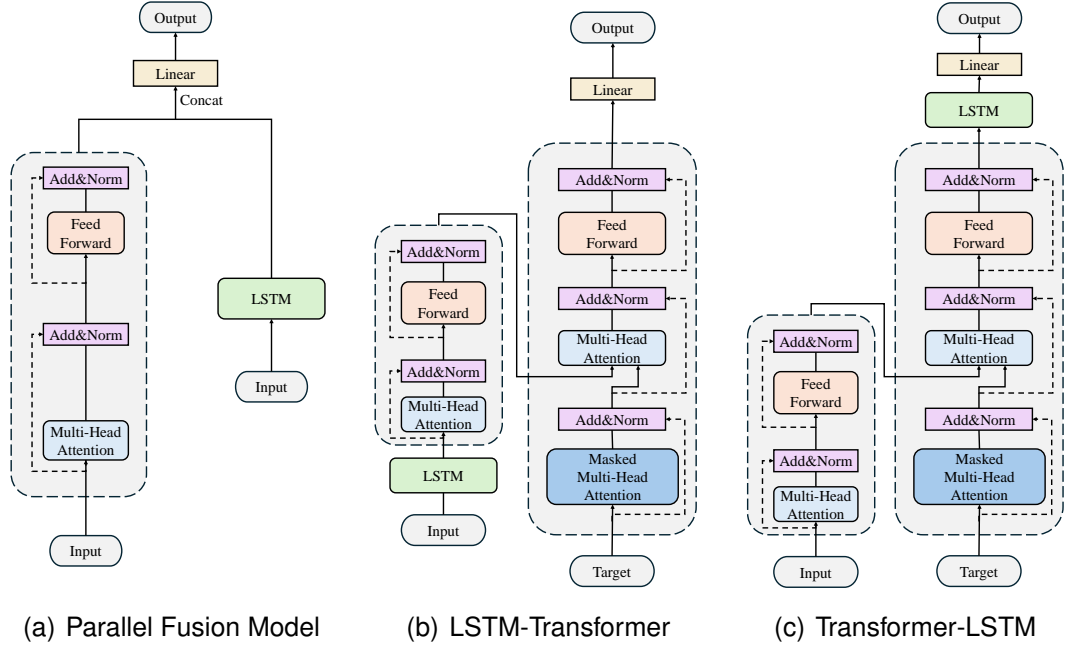 Output
Linear
Concat
Add&Norm
Feed
Forward
Add&Norm
Multi-Head
Attention
Input
LSTM
Input
(a) Parallel Fusion Model
Output
Linear
Add&Norm
Feed
Forward
Add&Norm
Multi-Head
Attention
Add&Norm
Masked
Multi-Head
Attention
Target
Add&Norm
Feed
Forward
Add&Norm
Multi-Head
Attention
LSTM
Input
(b) LSTM-Transformer
Output
Linear
LSTM
Add&Norm
Feed
Forward
Add&Norm
Multi-Head
Attention
Add&Norm
Masked
Multi-Head
Attention
Target
Add&Norm
Feed
Forward
Add&Norm
Multi-Head
Attention
Input
(c) Transformer-LSTM